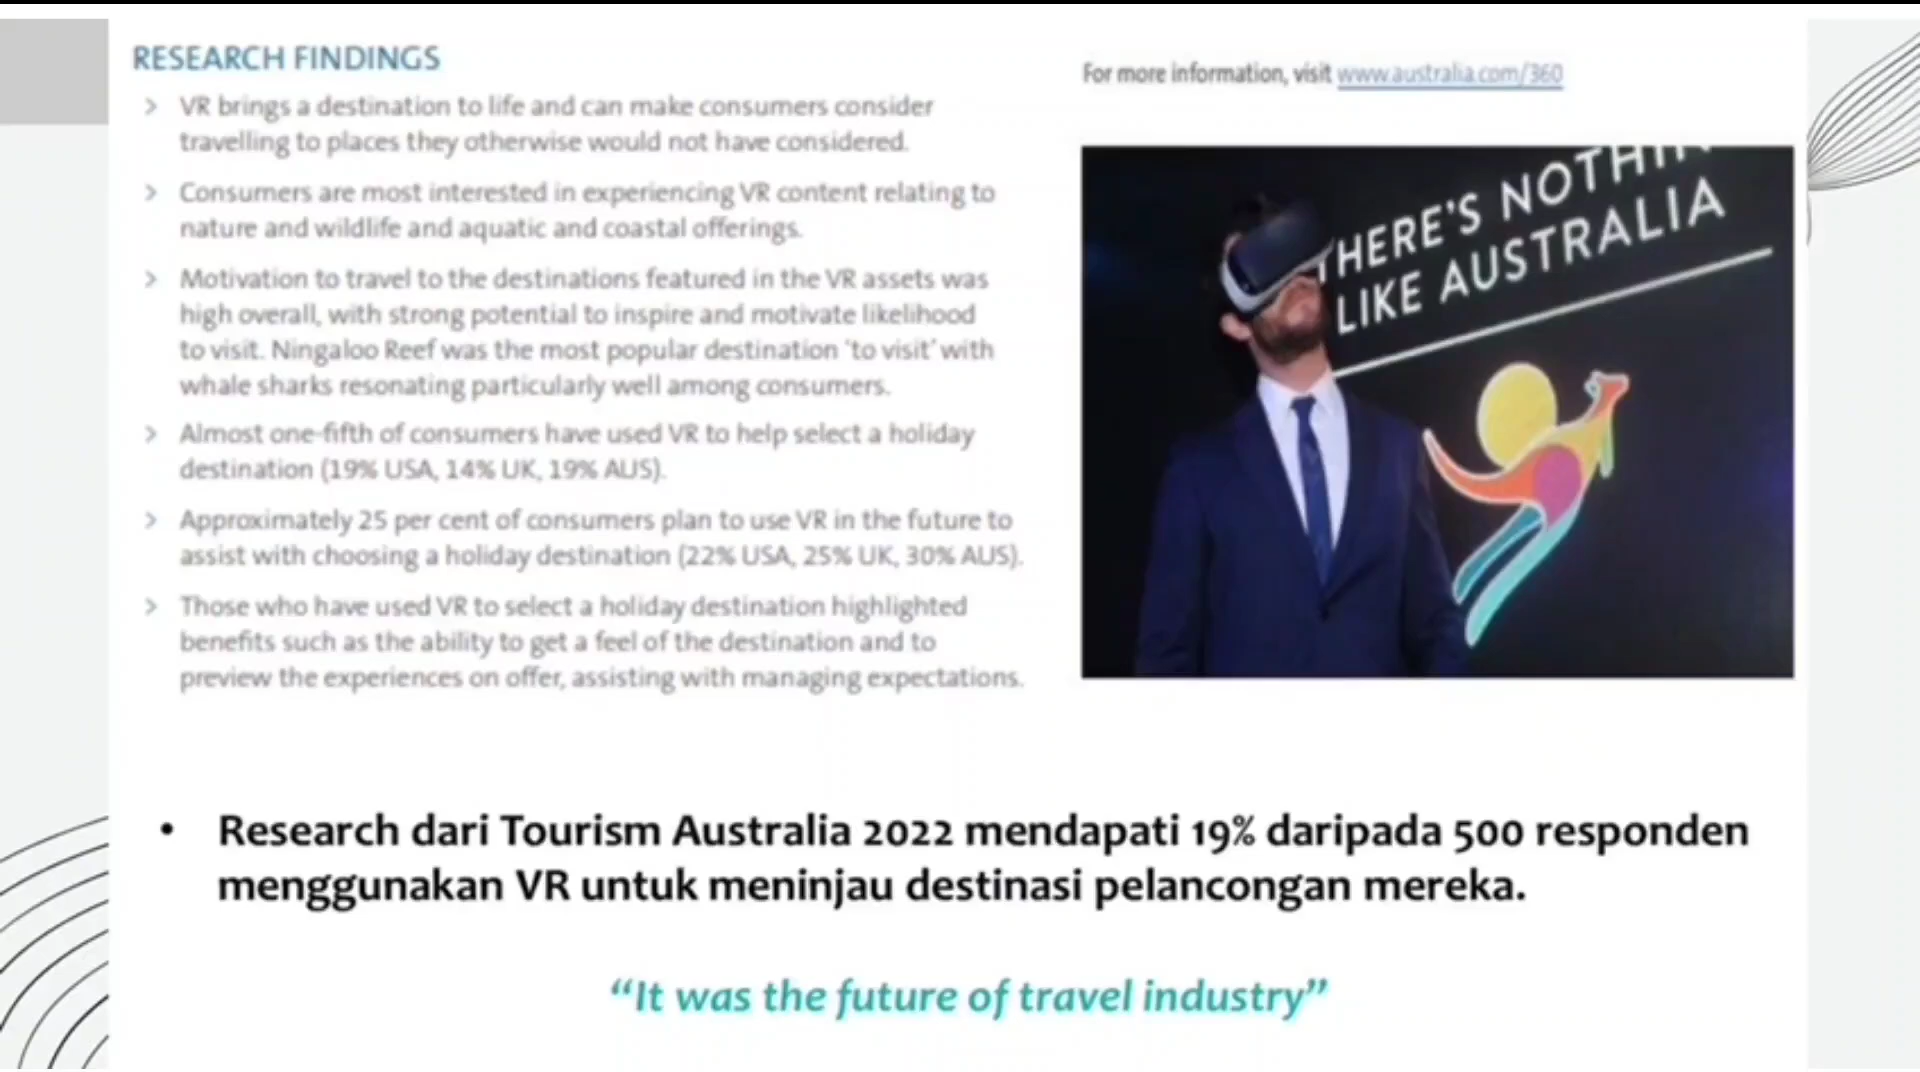 RESEARCH FINDINGS
> VR brings a destination to life and can make consumers consider
travelling to places they otherwise would not have considered.
> Consumers are most interested in experiencing VR content relating to
nature and wildlife and aquatic and coastal offerings.
> Motivation to travel to the destinations featured in the VR assets was
high overall, with strong potential to inspire and motivate likelihood
to visit. Ningaloo Reef was the most popular destination ‘to visit’ with
whale sharks resonating particularly well among consumers.
> Almost one-fifth of consumers have used VR to help select a holiday
destination (19% USA, 14% UK, 19% AUS).
> Approximately 25 per cent of consumers plan to use VR in the future to
assist with choosing a holiday destination (22% USA, 25% UK, 30% AUS).
> Those who have used VR to select a holiday destination highlighted
benefits such as the ability to get a feel of the destination and to
preview the experiences on offer, assisting with managing expectations.
For more information, visit www.australia.com/360
THERE'S NOTHIN
LIKE AUSTRALIA
• Research dari Tourism Australia 2022 mendapati 19% daripada 500 responden
menggunakan VR untuk meninjau destinasi pelancongan mereka.
“It was the future of travel industry”